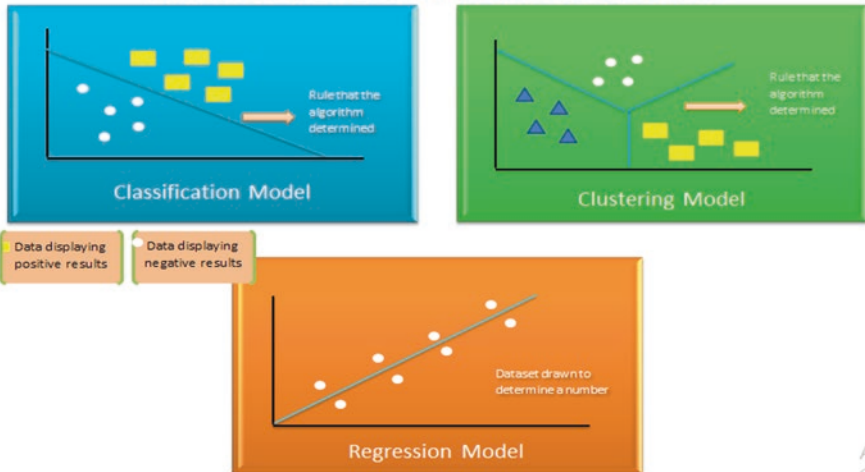 Rule that the
algorithm
determined
Classification Model
Rule that the
algorithm
determined
Clustering Model
Data displaying
positive results
Data displaying
negative results
Dataset drawn to
determine a number
Regression Model